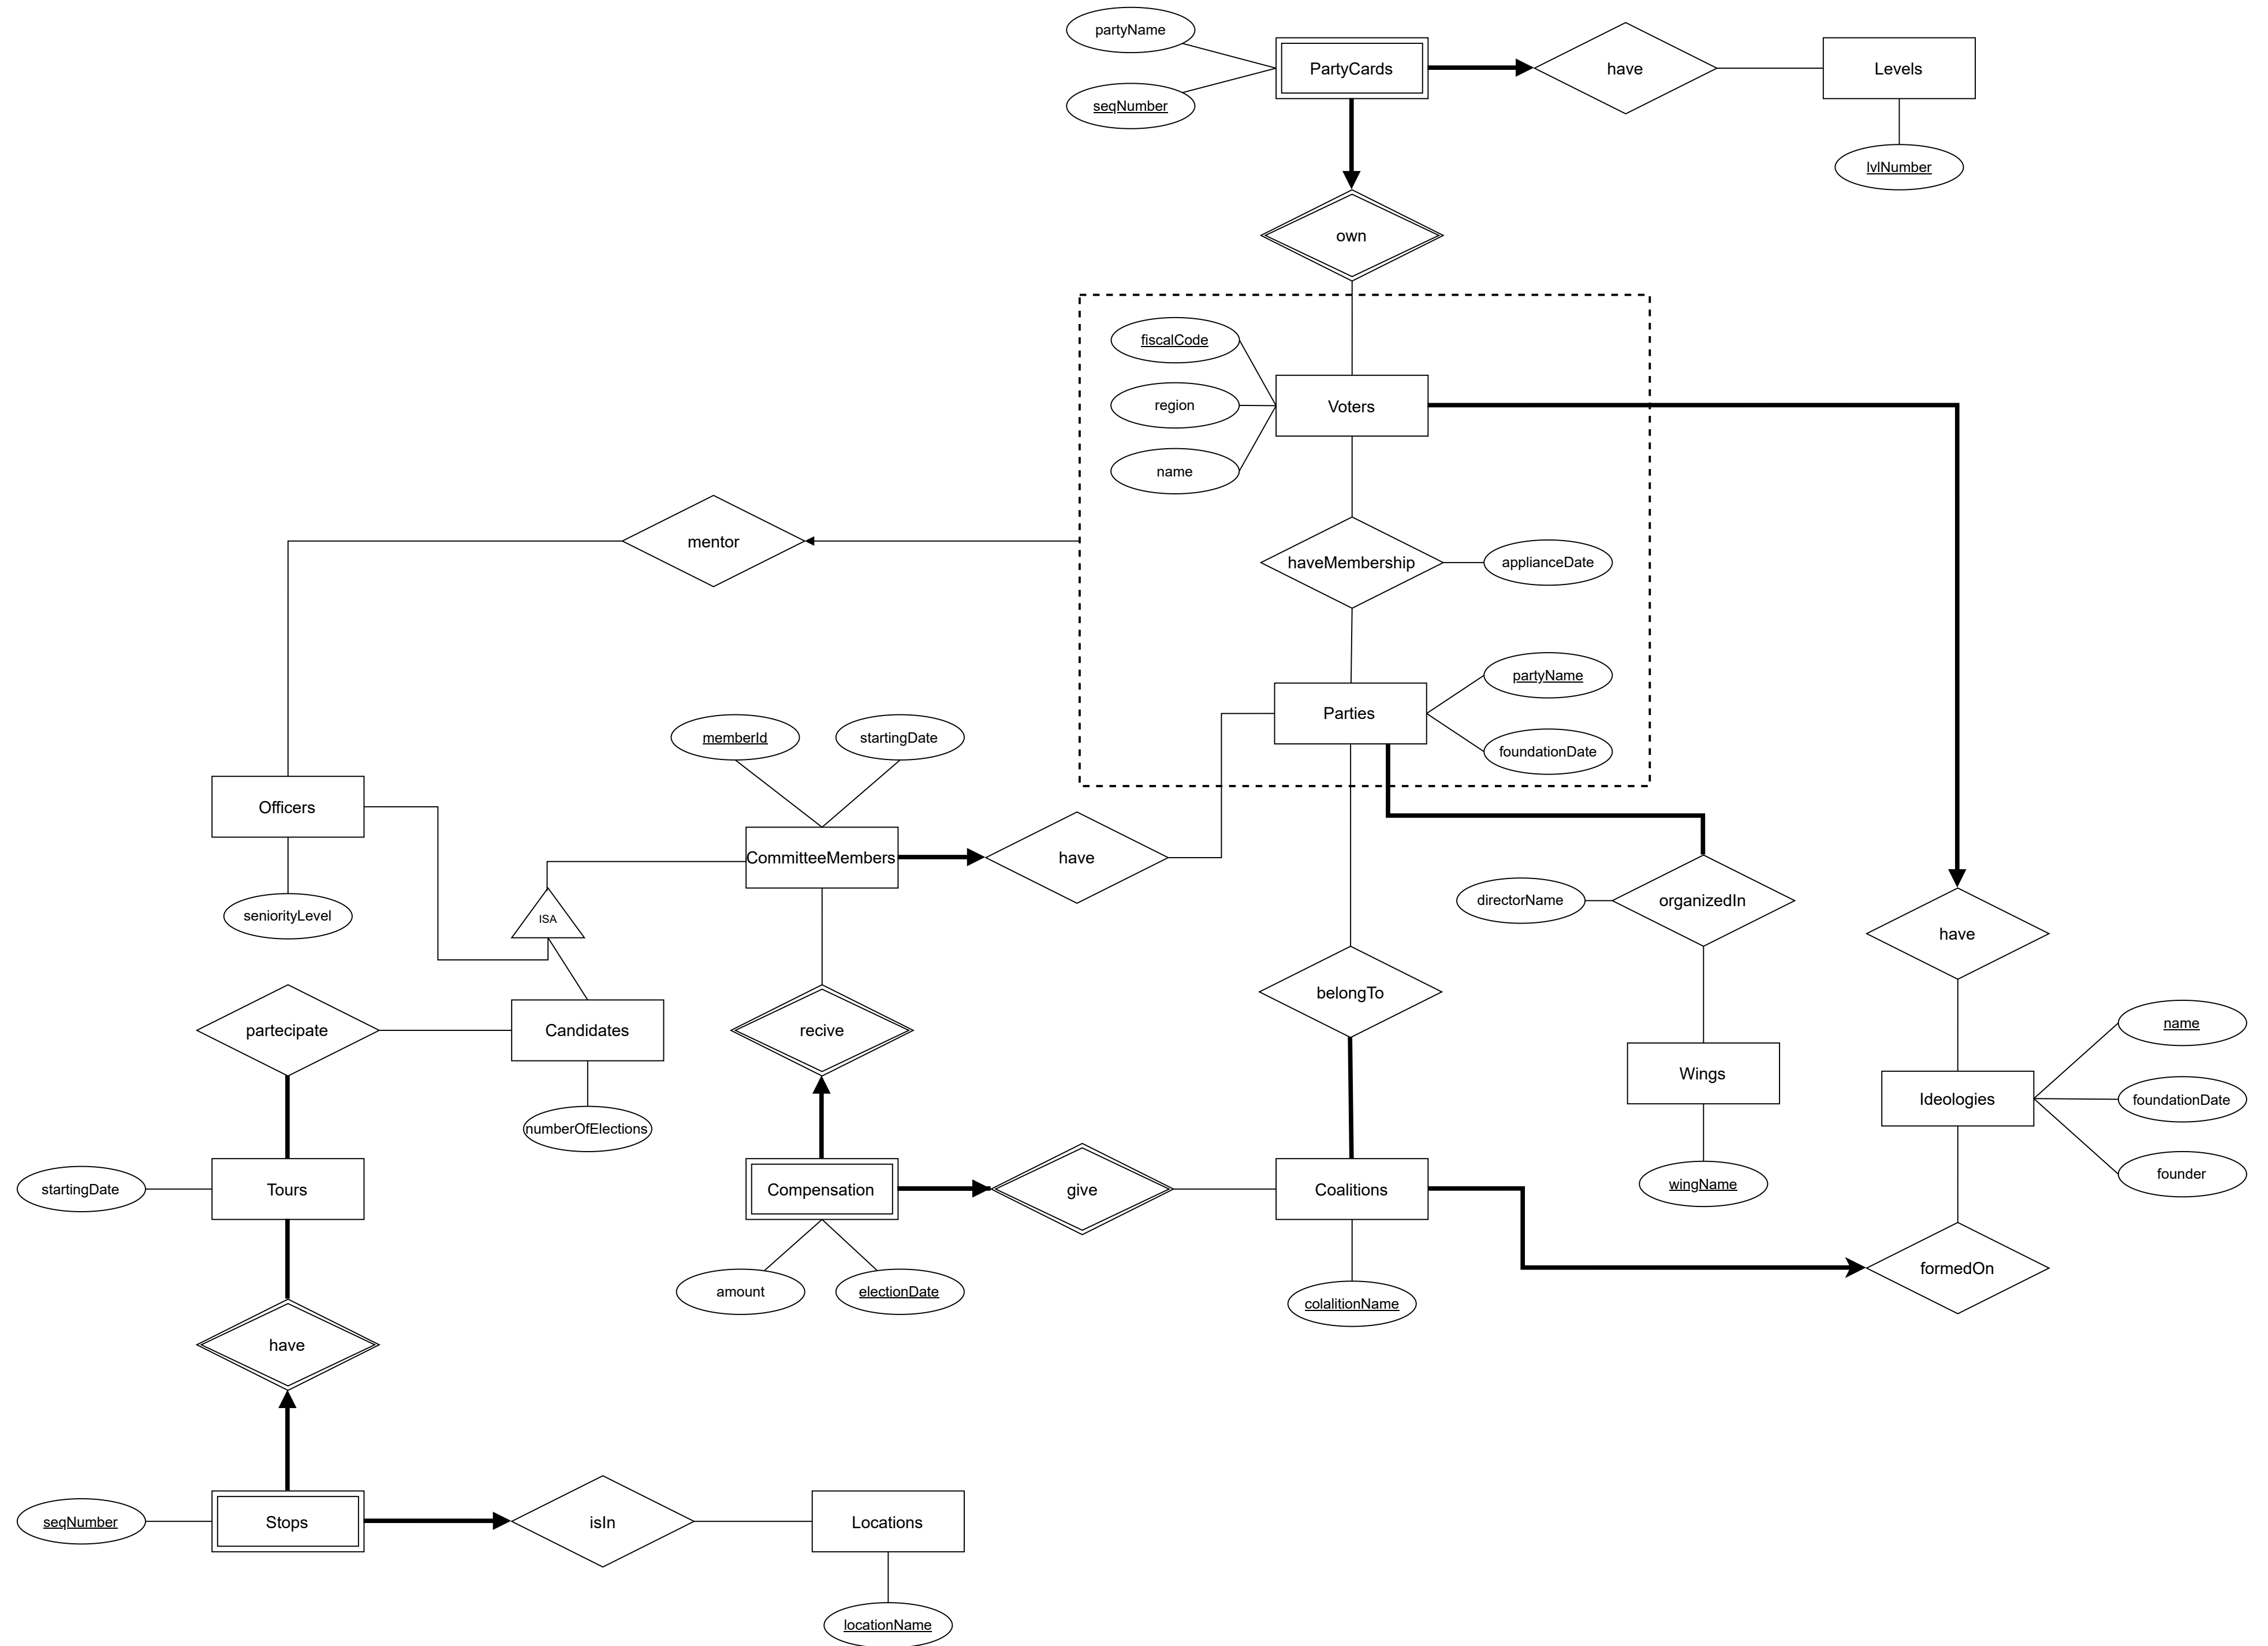 partyName
PartyCards
have
Levels
seqNumber
lvlNumber
own
fiscalCode
region
Voters
name
mentor
haveMembership
applianceDate
partyName
Parties
memberId
startingDate
foundationDate
Officers
CommitteeMembers
have
seniorityLevel
ISA
directorName
organizedIn
have
partecipate
Candidates
recive
belongTo
name
Wings
Ideologies
foundationDate
numberOfElections
startingDate
Tours
Compensation
give
Coalitions
wingName
founder
amount
electionDate
colalitionName
formedOn
have
seqNumber
Stops
isIn
Locations
locationName